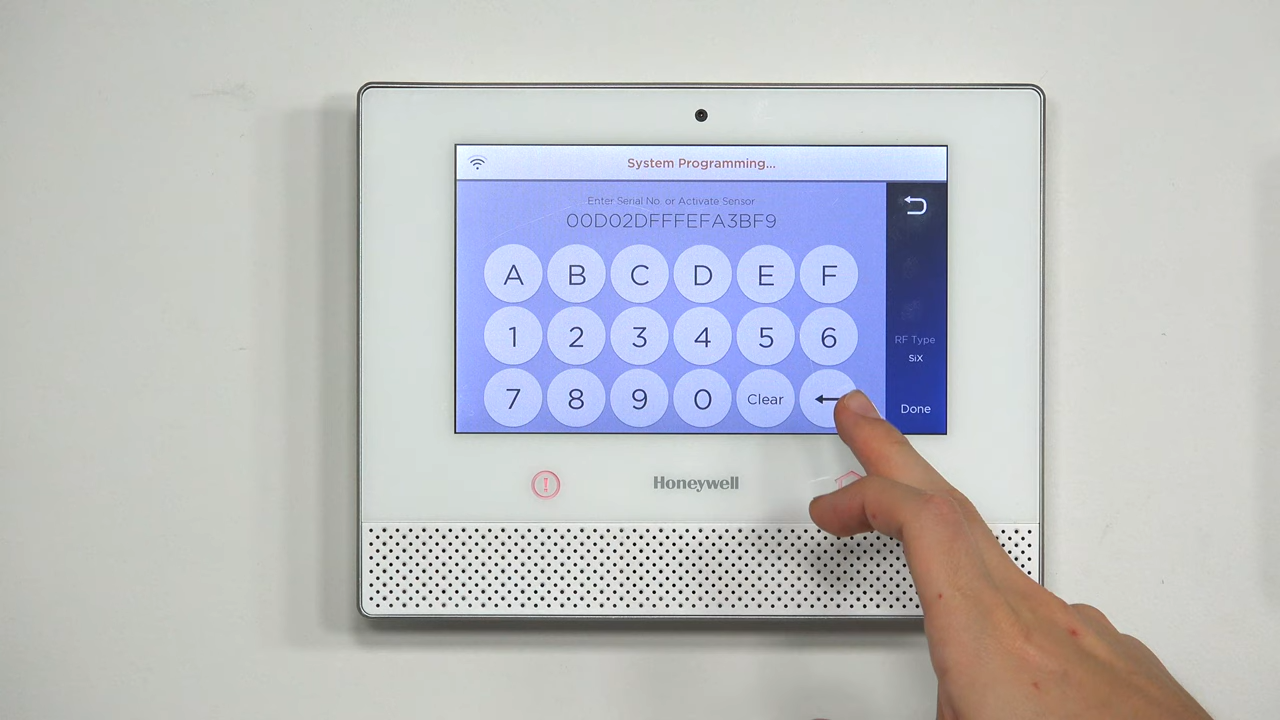 System Programming...
Enter Serial No. or Activate Sensor
00D02DFFFEFA3BF9
A B C D E F
1 2 3 4 5 6
RF Type
SiX
7 8 9 0 Clear
Done
Honeywell